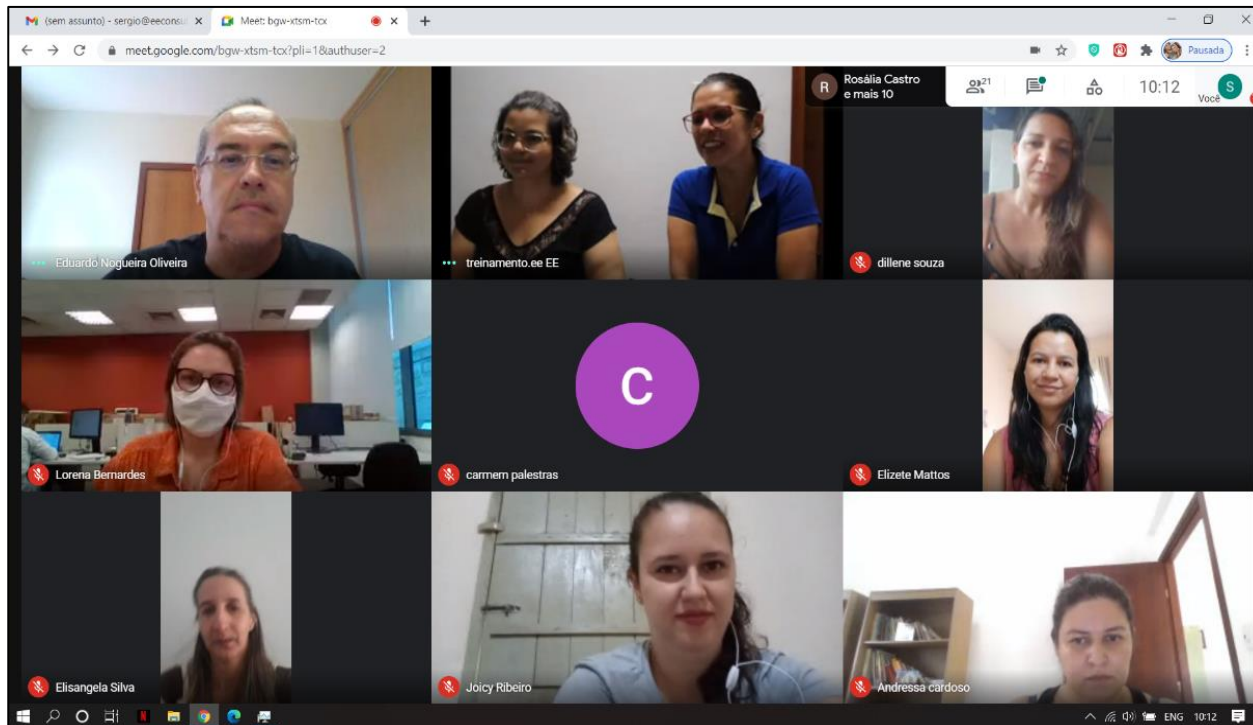 (sem assunto) - sergio@eeconsu
Meet: bgw-xtsm-tcx
meet.google.com/bgw-xtsm-tcx?pli=1&authuser=2
Pausada
R
Rosália Castro
e mais 10
21
10:12
Você
S
Eduardo Nogueira Oliveira
treinamento.ee EE
dillene souza
Lorena Bernardes
C
carmem palestras
Elizete Mattos
Elisangela Silva
Joicy Ribeiro
Andressa cardoso
N
ENG
10:12